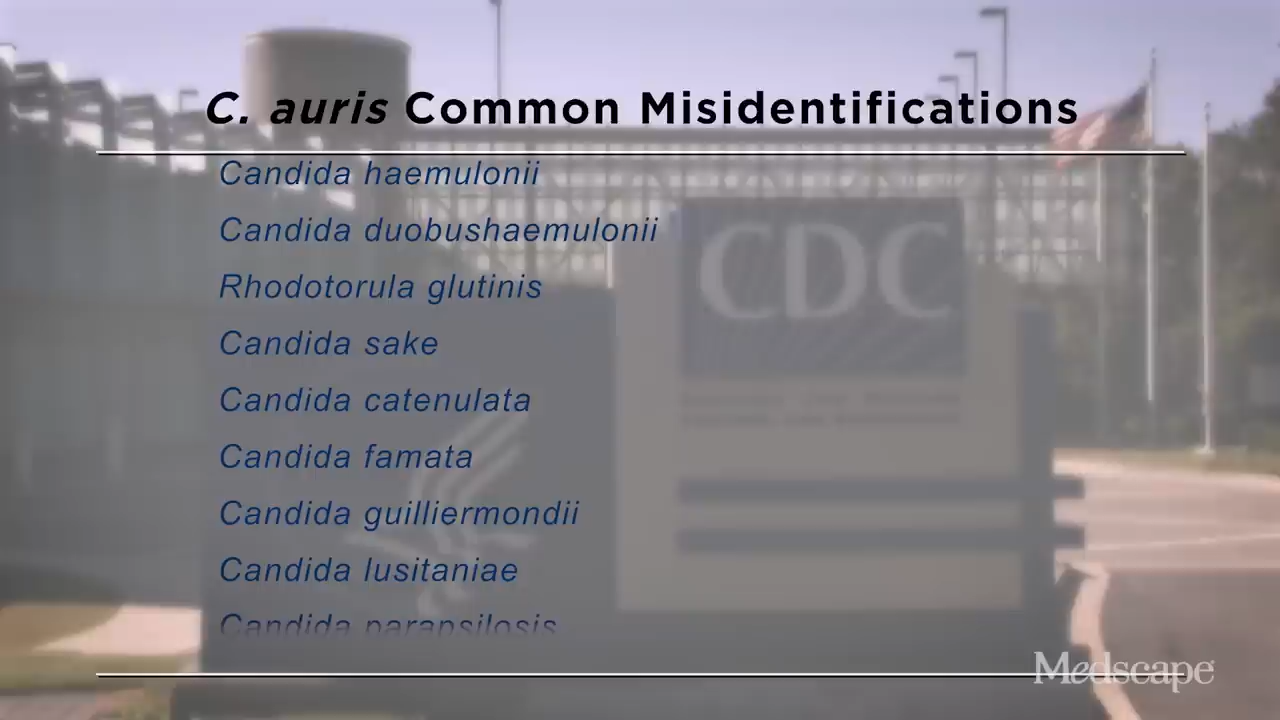 C. auris Common Misidentifications
Candida haemulonii
Candida duobushaemulonii
CDC
Rhodotorula glutinis
Candida sake
Candida catenulata
Candida famata
Candida guilliermondii
Candida lusitaniae
Candida parapsilosis
Medscape